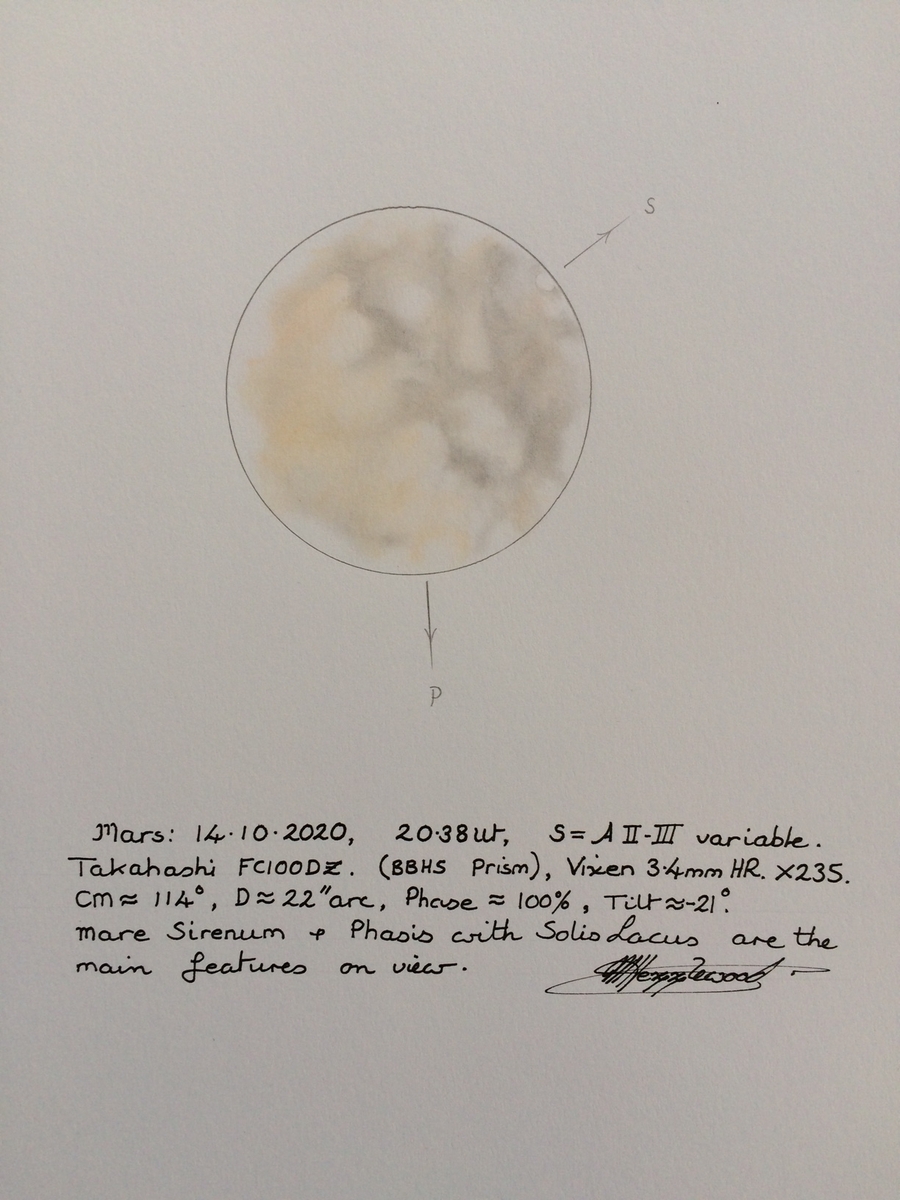 S
P
Mars: 14·10·2020, 20·38ut, S= A II-III variable.
Takahashi FC100DZ. (BBHS Prism), Vixen 3·4mm HR. X235.
Cm ≈ 114°, D ≈ 22"arc, Phase ≈ 100%, Tilt ≈ -21°.
mare Sirenum + Phasis with Solis Lacus are the
main features on view.